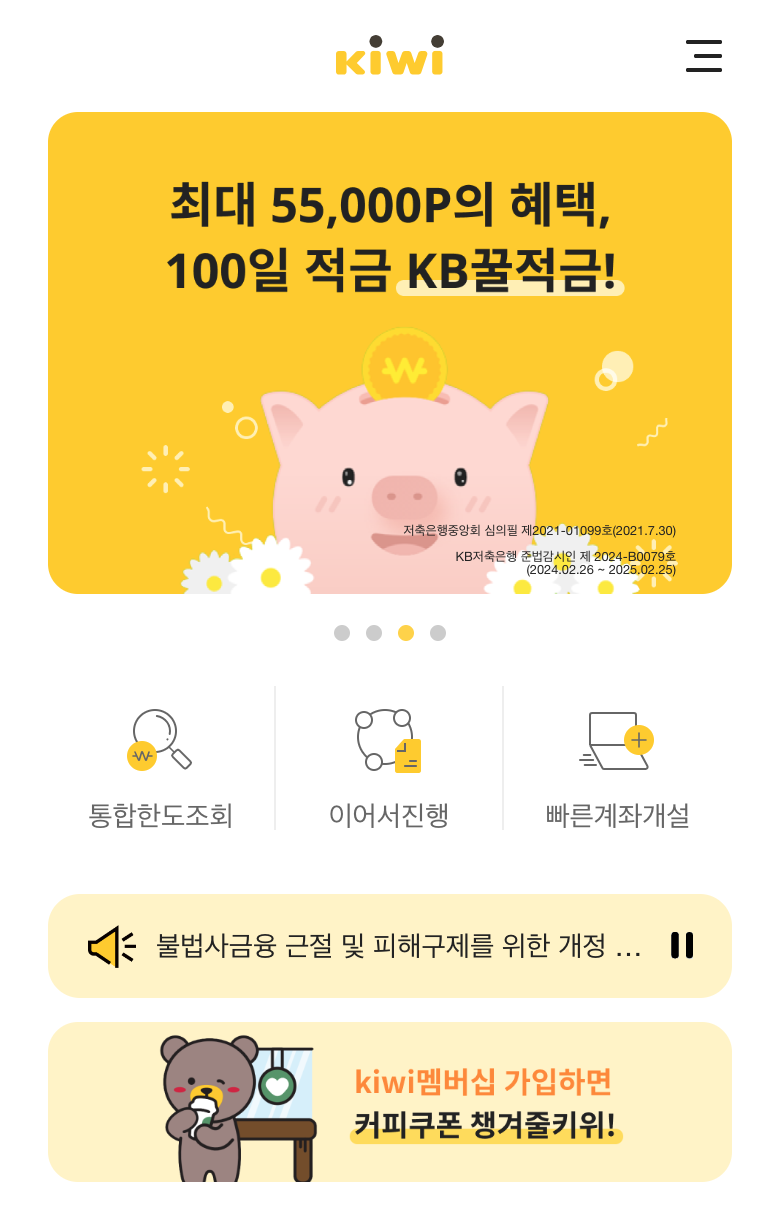 kiwi
최대 55,000P의 혜택,
100일 적금 KB꿀적금!
저축은행중앙회 심의필 제2021-01099호(2021.7.30)
KB저축은행 준법감시인 제 2024-B0079호
(2024.02.26 ~ 2025.02.25)
통합한도조회
이어서진행
빠른계좌개설
불법사금융 근절 및 피해구제를 위한 개정 ...
kiwi멤버십 가입하면
커피쿠폰 챙겨줄키위!